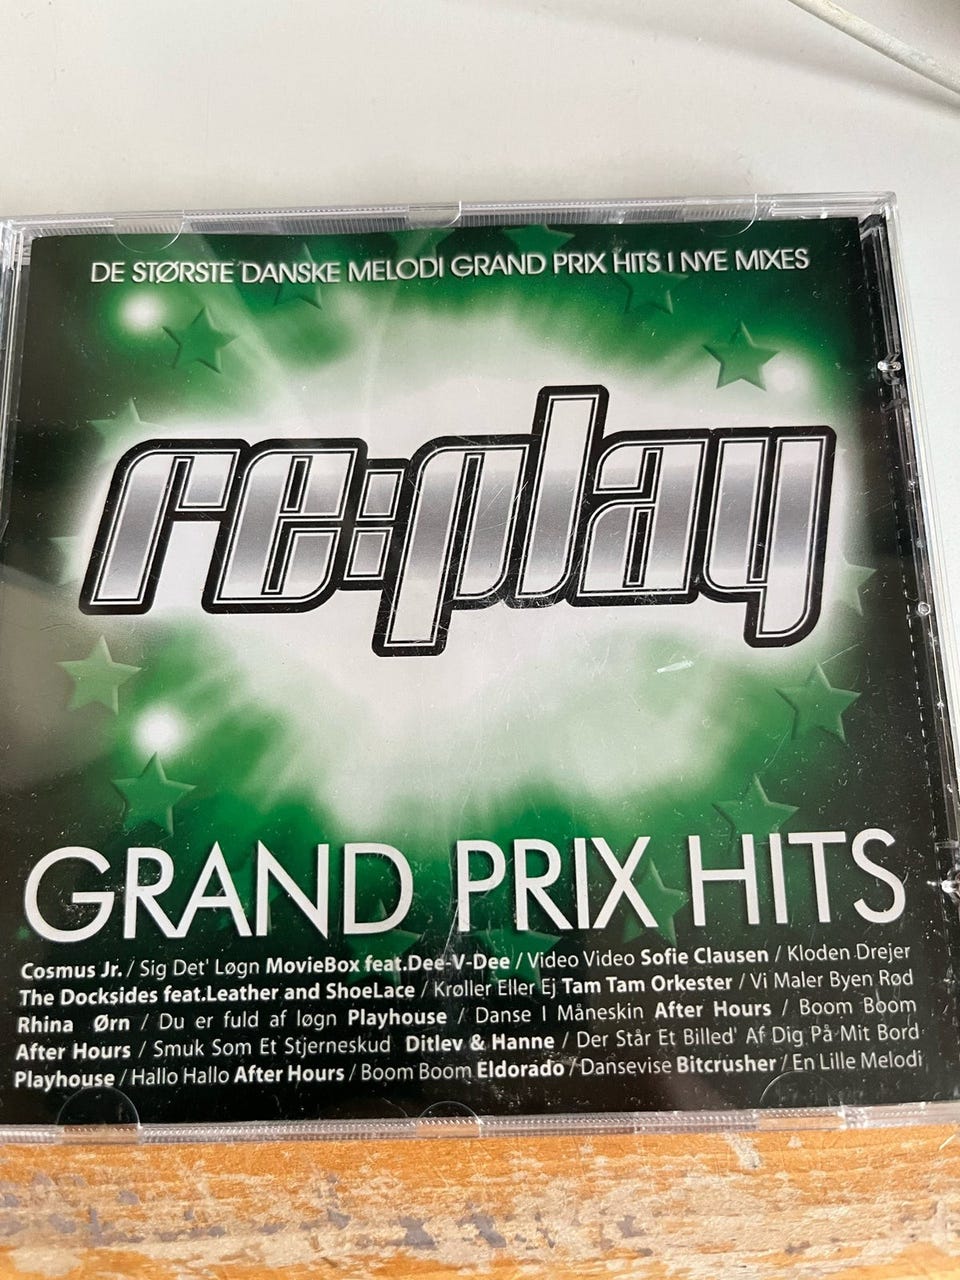 DE STØRSTE DANSKE MELODI GRAND PRIX HITS I NYE MIXES
re:play
GRAND PRIX HITS
Cosmus Jr. / Sig Det' Løgn MovieBox feat.Dee-V-Dee / Video Video Sofie Clausen / Kloden Drejer
The Docksides feat.Leather and ShoeLace / Krøller Eller Ej Tam Tam Orkester / Vi Maler Byen Rød
Rhina Ørn / Du er fuld af løgn Playhouse / Danse I Måneskin After Hours / Boom Boom
After Hours / Smuk Som Et Stjerneskud Ditlev & Hanne / Der Står Et Billed' Af Dig På Mit Bord
Playhouse / Hallo Hallo After Hours / Boom Boom Eldorado / Dansevise Bitcrusher / En Lille Melodi